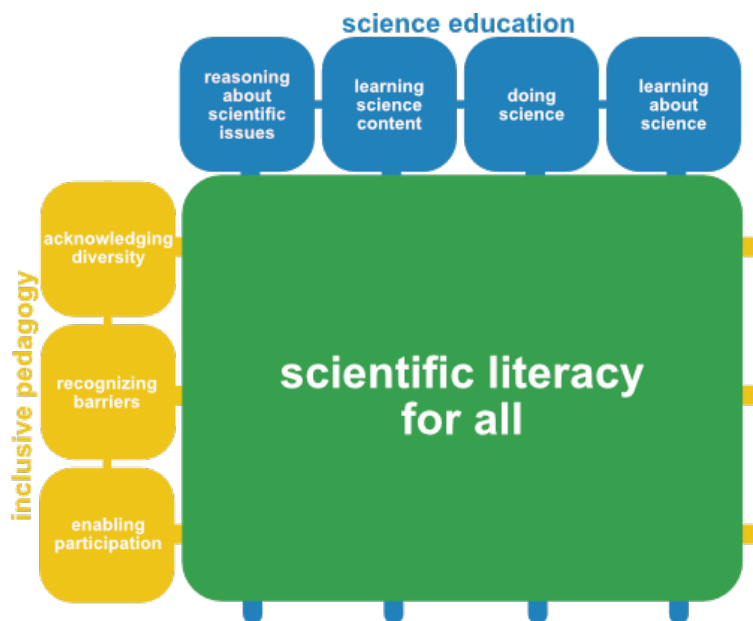 science education
reasoning
about
scientific
issues
learning
science
content
doing
science
learning
about
science
inclusive pedagogy
acknowledging
diversity
recognizing
barriers
enabling
participation
scientific literacy
for all